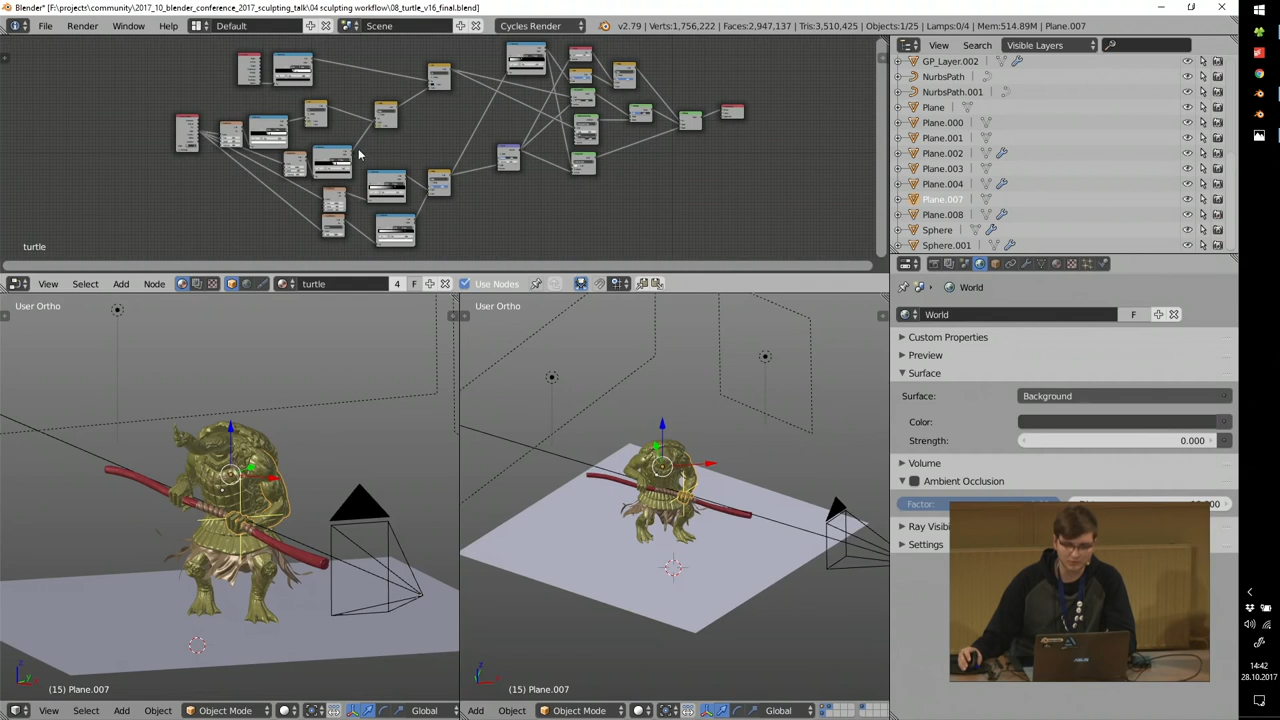 Blender* [F:\projects\community\2017_10_blender_conference_2017_sculpting_talk\04 sculpting workflow\08_turtle_v16_final.blend]
File Render Window Help Default Scene Cycles Render v2.79 | Verts:1,756,222 | Faces:2,947,137 | Tris:3,510,425 | Objects:1/25 | Lamps:0/4 | Mem:514.89M | Plane.007
View Search Visible Layers
GP_Layer.002
NurbsPath
NurbsPath.001
Plane
Plane.000
Plane.001
Plane.002
Plane.003
Plane.004
Plane.007
Plane.008
Sphere
Sphere.001
turtle
View Select Add Node turtle 4 F Use Nodes
World
World F
Custom Properties
Preview
Surface
Surface: Background
Color:
Strength: 0.000
Volume
Ambient Occlusion
Factor:
Ray Visibi
Settings
User Ortho
User Ortho
(15) Plane.007
(15) Plane.007
View Select Add Object Object Mode Global
Add Object Object Mode Global
14:42
28.10.2017